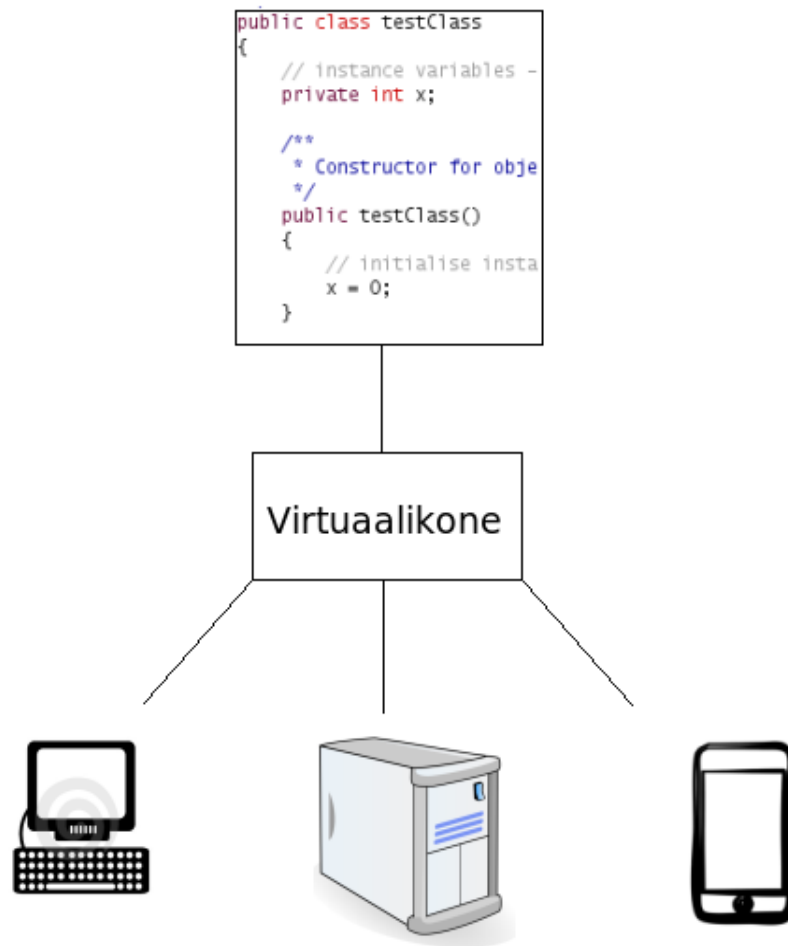 public class testClass
{
// instance variables –
private int x;
/**
* Constructor for obje
*/
public testClass()
{
// initialise insta
x = 0;
}
Virtuaalikone